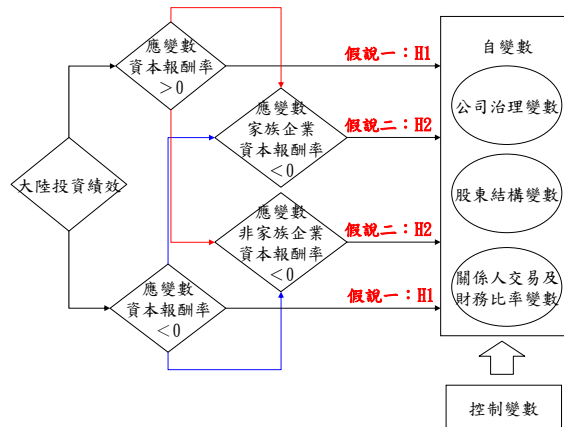 應變數
資本報酬率
>0
假說一：H1
自變數
公司治理變數
應變數
家族企業
資本報酬率
<0
假說二：H2
大陸投資績效
股東結構變數
應變數
非家族企業
資本報酬率
<0
假說二：H2
應變數
資本報酬率
<0
假說一：H1
關係人交易及
財務比率變數
控制變數